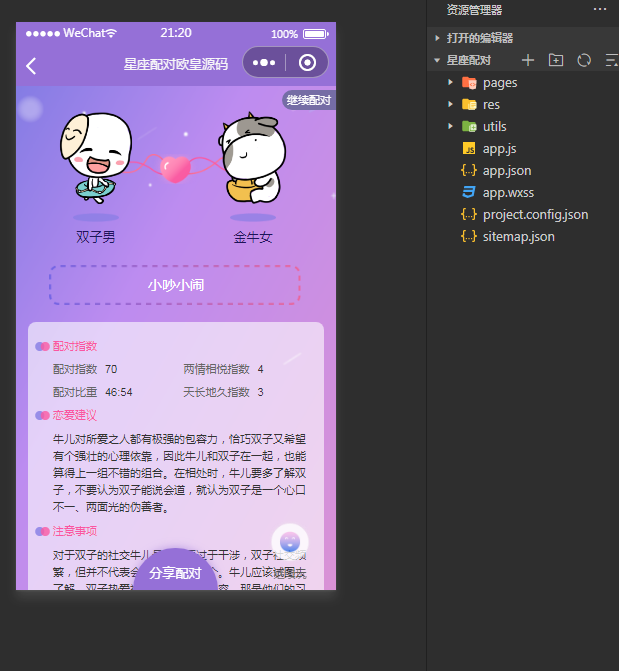 WeChat
21:20
100%
星座配对欧皇源码
继续配对
双子男
金牛女
小吵小闹
配对指数
配对指数 70 两情相悦指数 4
配对比重 46:54 天长地久指数 3
恋爱建议
牛儿对所爱之人都有极强的包容力，恰巧双子又希望
有个强壮的心理依靠，因此牛儿和双子在一起，也能
算得上一组不错的组合。在相处时，牛儿要多了解双
子，不要认为双子能说会道，就认为双子是一个心口
不一、两面光的伪善者。
注意事项
对于双子的社交牛儿 过于干涉，双子社
繁，但并不代表会 个。牛儿应该试图去
分享配对
资源管理器
打开的编辑器
星座配对
pages
res
utils
app.js
app.json
app.wxss
project.config.json
sitemap.json